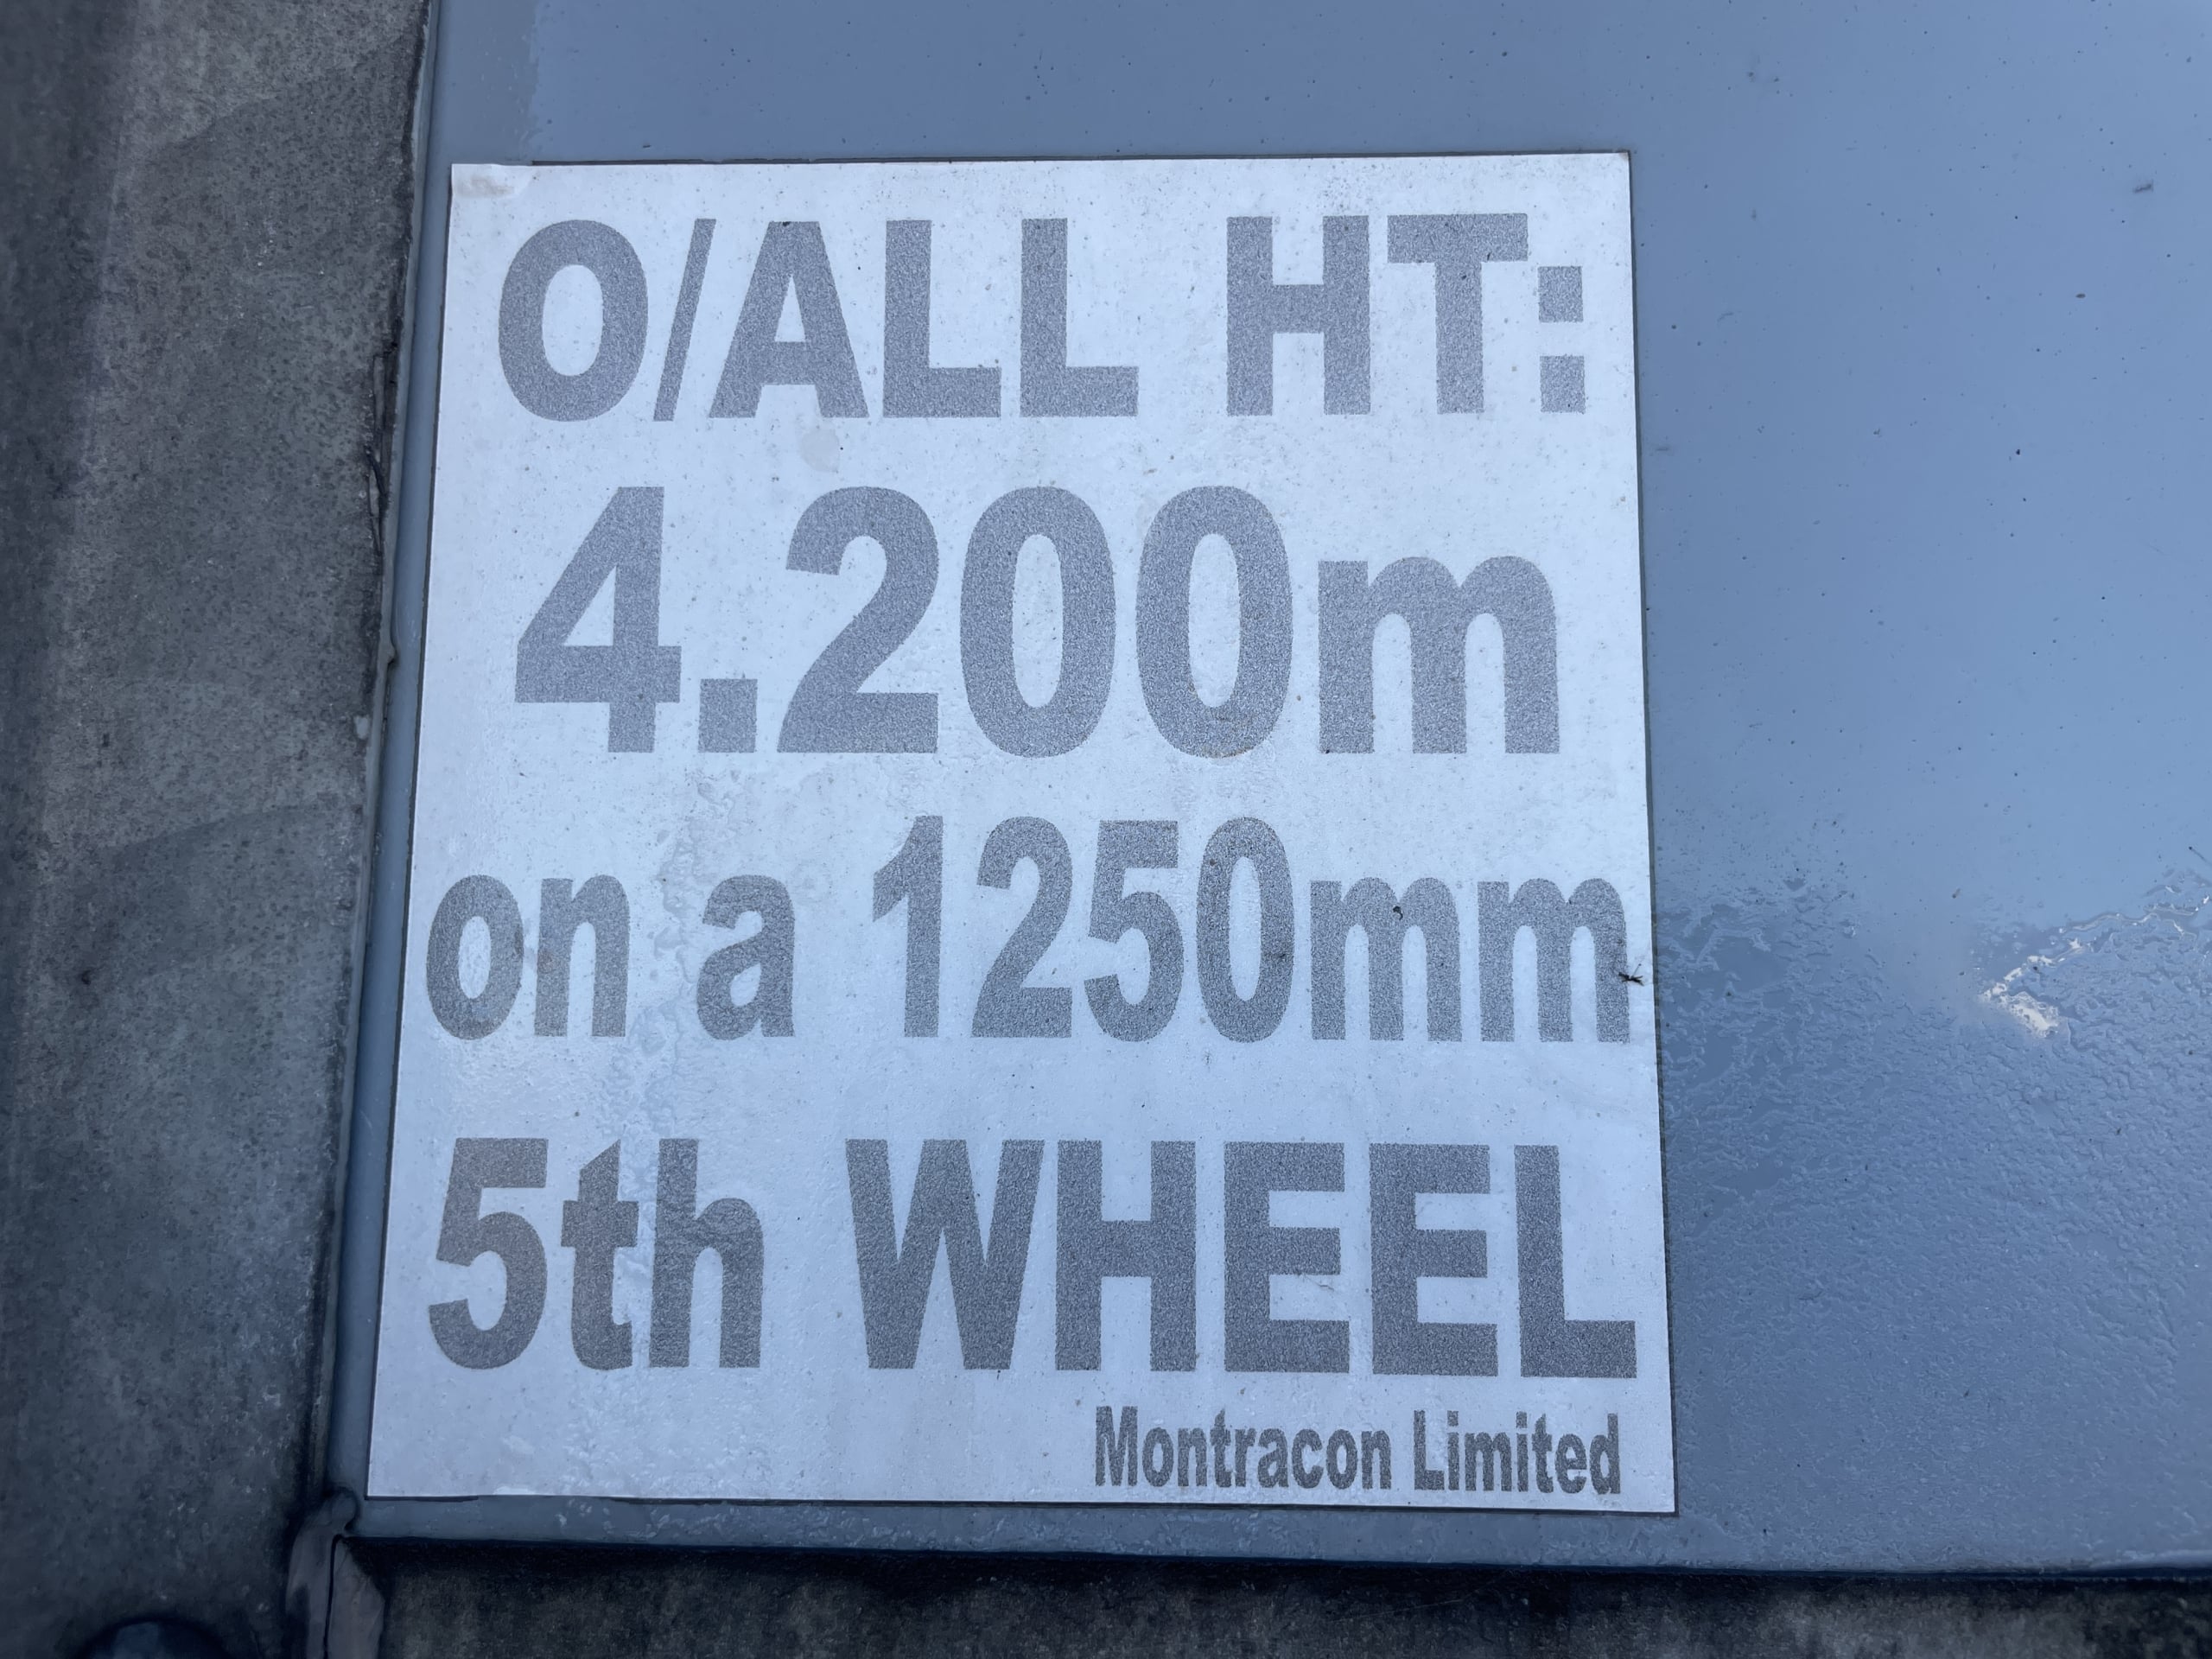 O/ALL HT:
4.200m
on a 1250mm
5th WHEEL
Montracon Limited